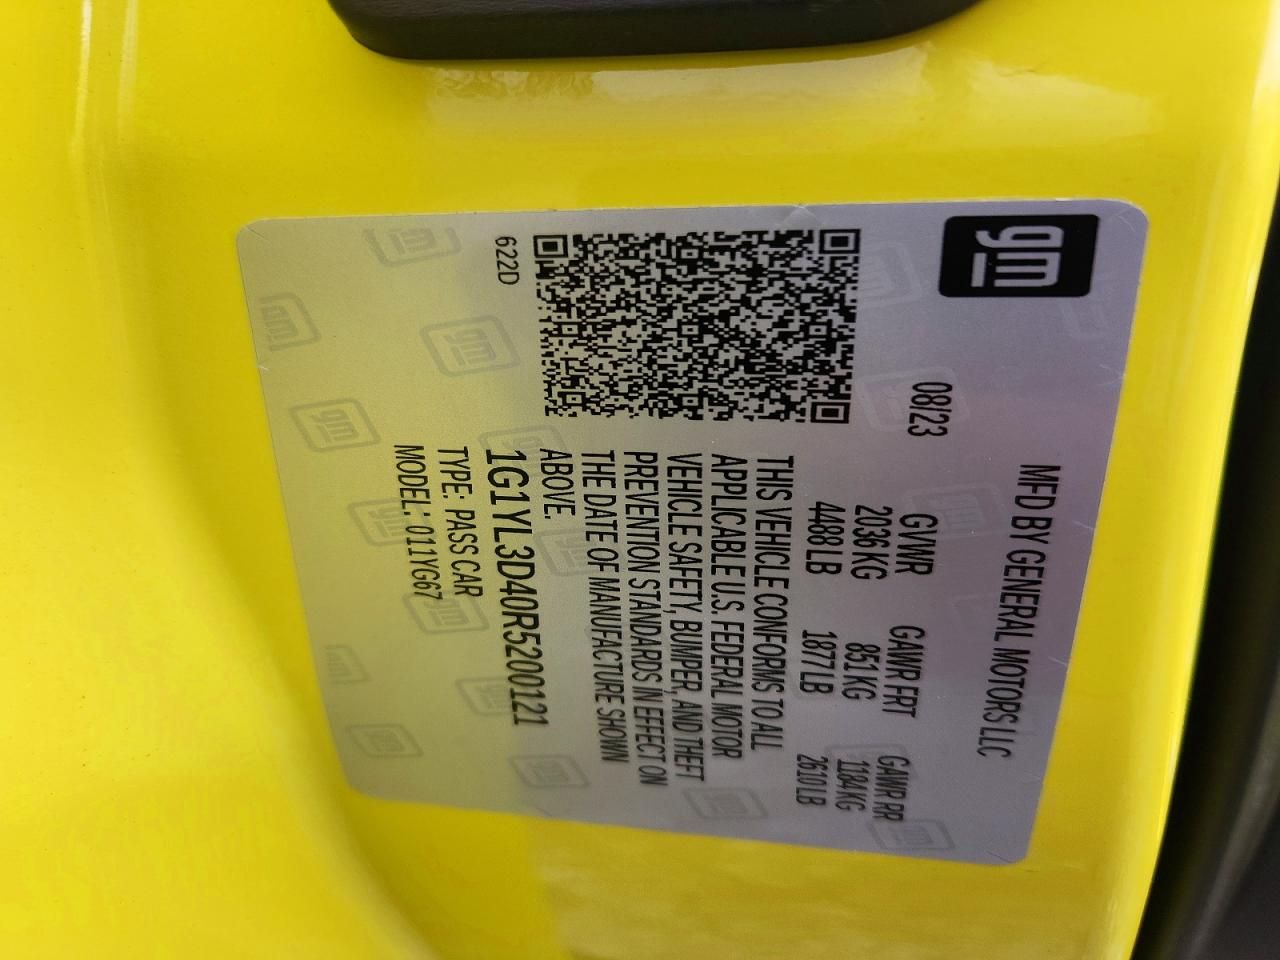 gm
MFD BY GENERAL MOTORS LLC
08/23
GVWR GAWR FRT GAWR RR
2036 KG 851 KG 1184 KG
4488 LB 1877 LB 2610 LB
THIS VEHICLE CONFORMS TO ALL
APPLICABLE U.S. FEDERAL MOTOR
VEHICLE SAFETY, BUMPER, AND THEFT
PREVENTION STANDARDS IN EFFECT ON
THE DATE OF MANUFACTURE SHOWN
ABOVE.
622D
1G1YL3D40R5200121
TYPE: PASS CAR
MODEL: 011YG67